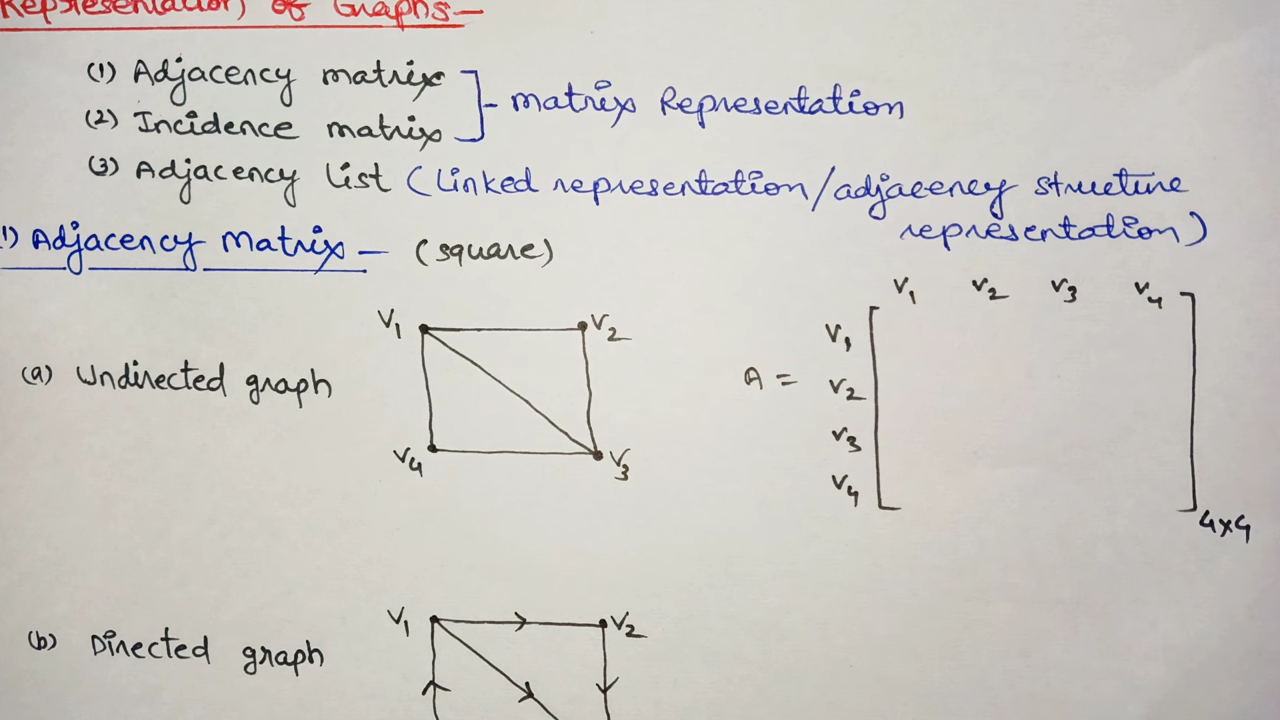 Representation of Graphs-
(1) Adjacency matrix
(2) Incidence matrix
] - matrix Representation
(3) Adjacency list (linked representation/adjacency structure
representation)
1) Adjacency Matrix - (square)
(a) Undirected graph
V1 V2
V4 V3
V1 V2 V3 V4
A =
V1
V2
V3
V4
4x4
(b) Directed graph
V1 V2